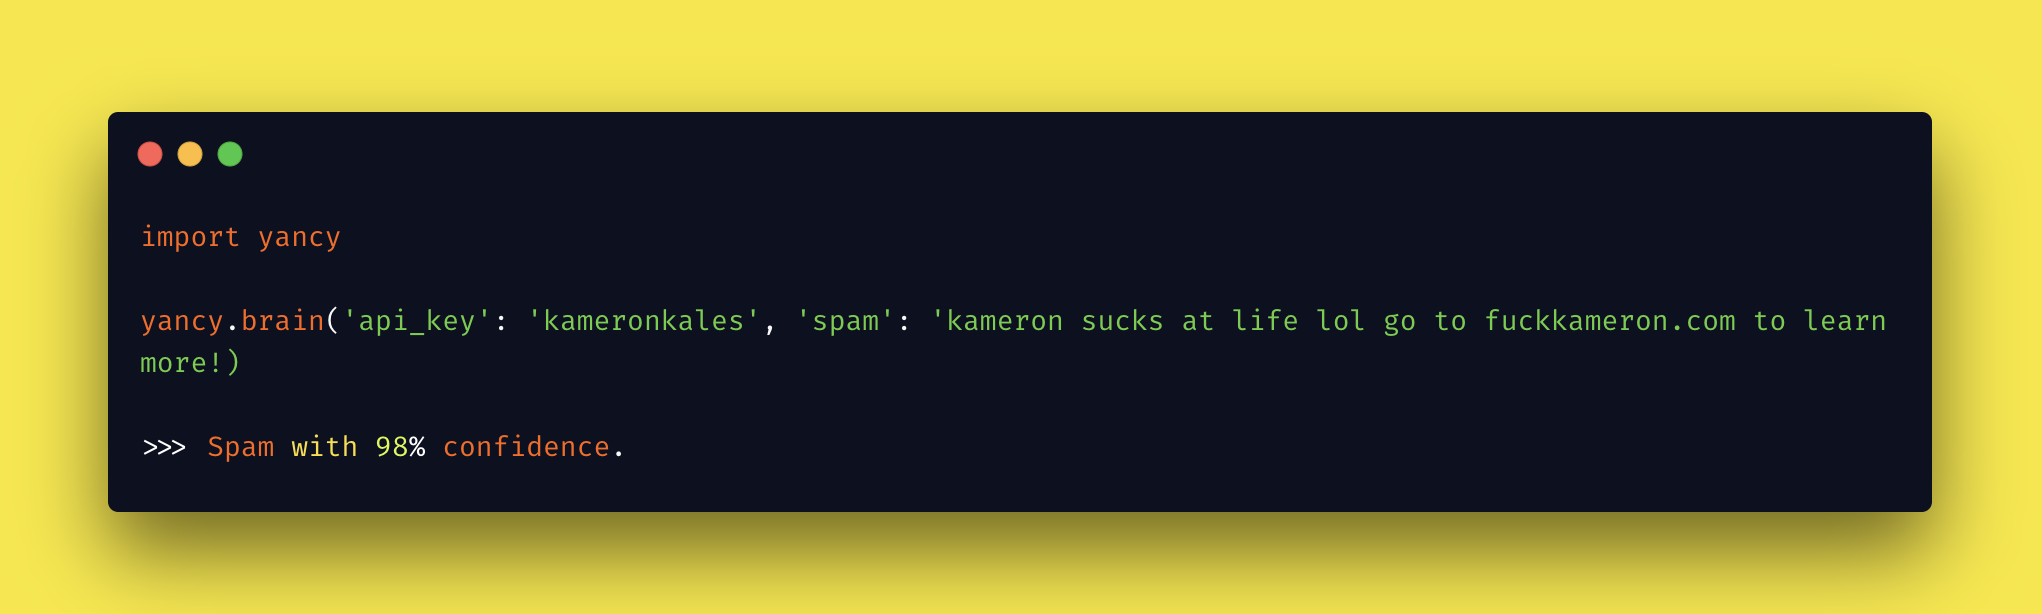 import yancy
yancy.brain('api_key': 'kameronkales', 'spam': 'kameron sucks at life lol go to fuckkameron.com to learn
more!)
>>> Spam with 98% confidence.